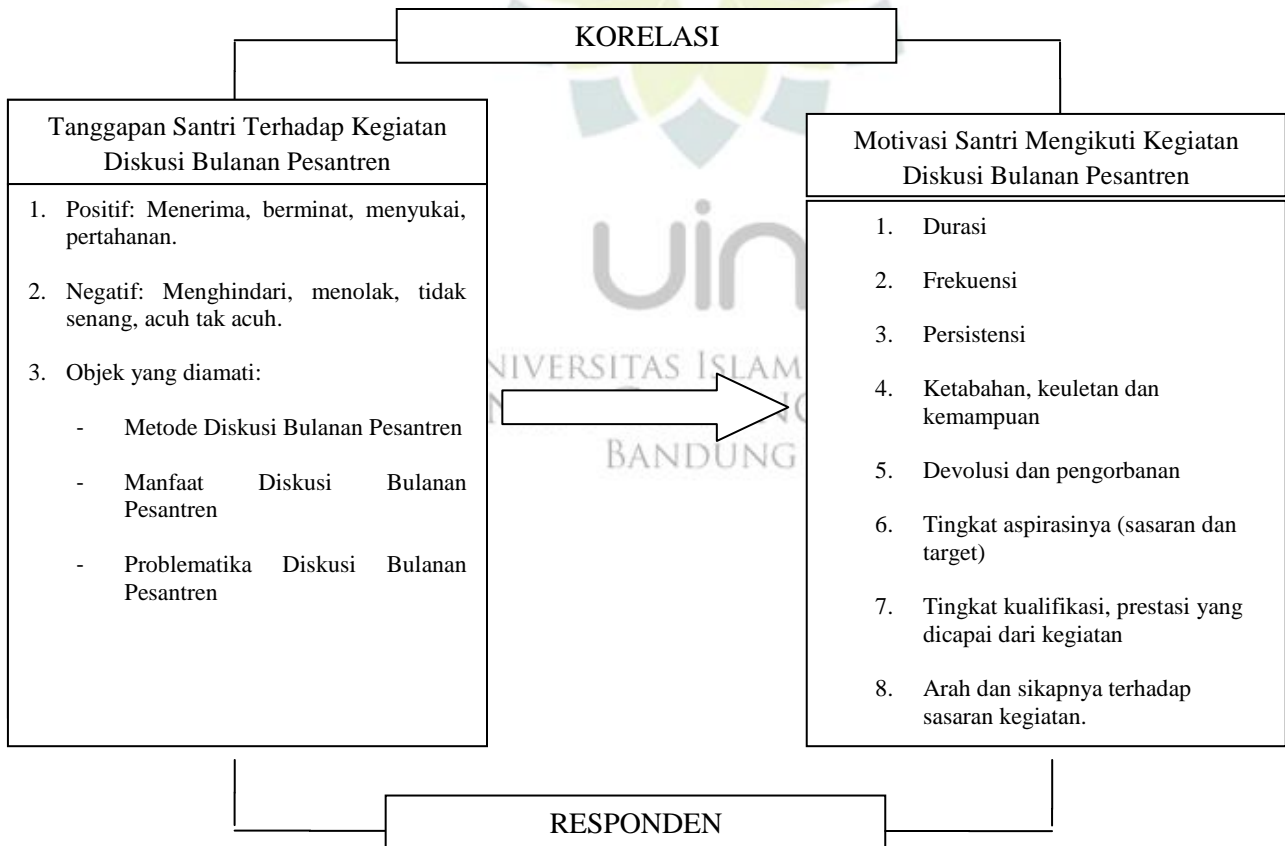 KORELASI
Tanggapan Santri Terhadap Kegiatan
Diskusi Bulanan Pesantren
1. Positif: Menerima, berminat, menyukai,
pertahanan.
2. Negatif: Menghindari, menolak, tidak
senang, acuh tak acuh.
3. Objek yang diamati:
- Metode Diskusi Bulanan Pesantren
- Manfaat Diskusi Bulanan
Pesantren
- Problematika Diskusi Bulanan
Pesantren
uin
NIVERSITAS ISLAM
BANDUNG
Motivasi Santri Mengikuti Kegiatan
Diskusi Bulanan Pesantren
1. Durasi
2. Frekuensi
3. Persistensi
4. Ketabahan, keuletan dan
kemampuan
5. Devolusi dan pengorbanan
6. Tingkat aspirasinya (sasaran dan
target)
7. Tingkat kualifikasi, prestasi yang
dicapai dari kegiatan
8. Arah dan sikapnya terhadap
sasaran kegiatan.
RESPONDEN